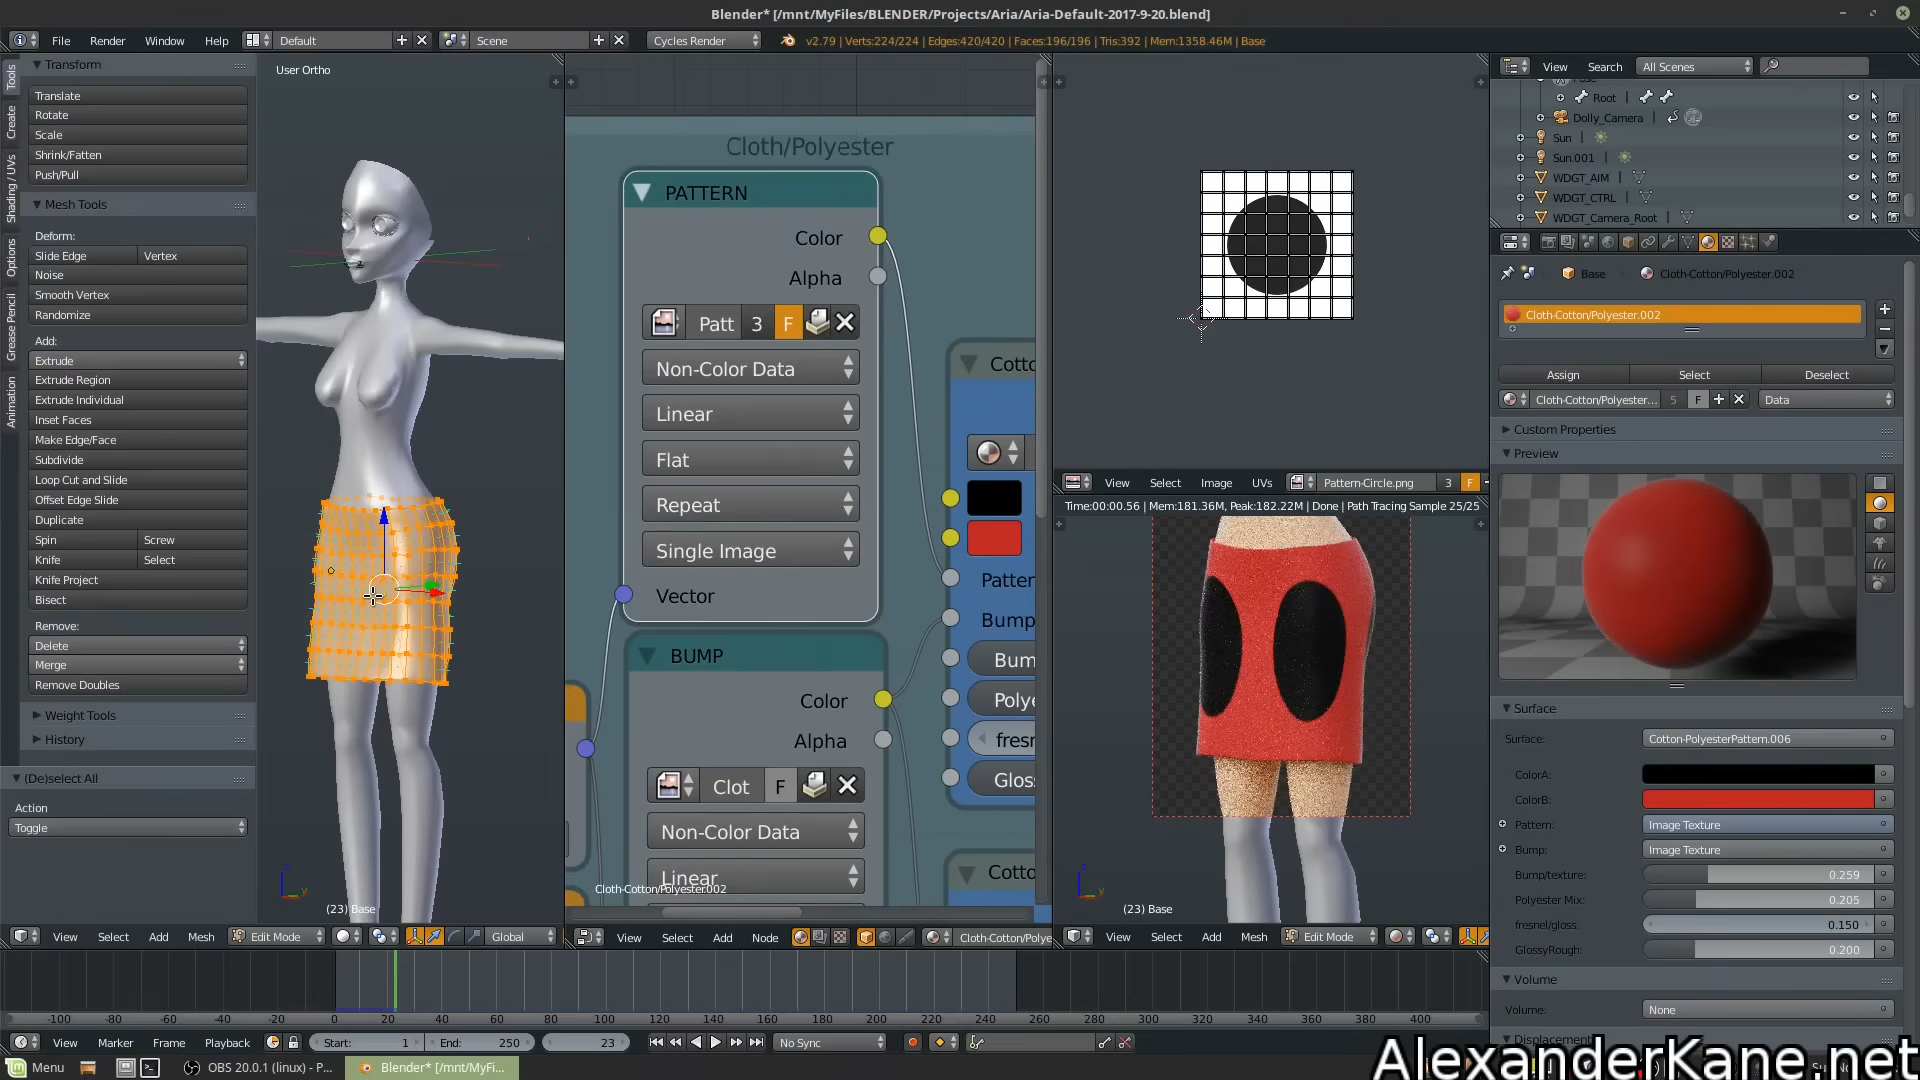 Blender* [/mnt/MyFiles/BLENDER/Projects/Aria/Aria-Default-2017-9-20.blend]
File Render Window Help Default Scene Cycles Render v2.79 | Verts:224/224 | Edges:420/420 | Faces:196/196 | Tris:392 | Mem:1358.46M | Base
Tools
Create
Shading / UVs
Options
Grease Pencil
Animation
Transform
Translate
Rotate
Scale
Shrink/Fatten
Push/Pull
Mesh Tools
Deform:
Slide Edge Vertex
Noise
Smooth Vertex
Randomize
Add:
Extrude
Extrude Region
Extrude Individual
Inset Faces
Make Edge/Face
Subdivide
Loop Cut and Slide
Offset Edge Slide
Duplicate
Spin Screw
Knife Select
Knife Project
Bisect
Remove:
Delete
Merge
Remove Doubles
Weight Tools
History
(De)select All
Action
Toggle
User Ortho
(23) Base
View Select Add Mesh Edit Mode Global
Cloth/Polyester
PATTERN
Color
Alpha
Patt 3 F
Non-Color Data
Linear
Flat
Repeat
Single Image
Vector
BUMP
Color
Alpha
Clot F
Non-Color Data
Linear
Cloth-Cotton/Polyester.002
Cotto
Patter
Bump
Bum
Polye
fresn
Glos
Cotto
View Select Add Node Cloth-Cotton/Polye
View Select Image UVs Pattern-Circle.png 3 F
Time:00:00.56 | Mem:181.36M, Peak:182.22M | Done | Path Tracing Sample 25/25
(23) Base
View Select Add Mesh Edit Mode
View Search All Scenes
Root
Dolly_Camera
Sun
Sun.001
WDGT_AIM
WDGT_CTRL
WDGT_Camera_Root
Base Cloth-Cotton/Polyester.002
Cloth-Cotton/Polyester.002
Assign Select Deselect
Cloth-Cotton/Polyester... 5 F Data
Custom Properties
Preview
Surface
Surface: Cotton-PolyesterPattern.006
ColorA:
ColorB:
Pattern: Image Texture
Bump: Image Texture
Bump/texture: 0.259
Polyester Mix: 0.205
fresnel/gloss: 0.150
GlossyRough: 0.200
Volume
Volume: None
Displacement
-100 -80 -60 -40 -20 0 20 40 60 80 100 120 140 160 180 200 220 240 260 280 300 320 340 360 380 400
View Marker Frame Playback Start: 1 End: 250 23 No Sync
Menu OBS 20.0.1 (linux) - P... Blender* [/mnt/MyFi...
AlexanderKane.net